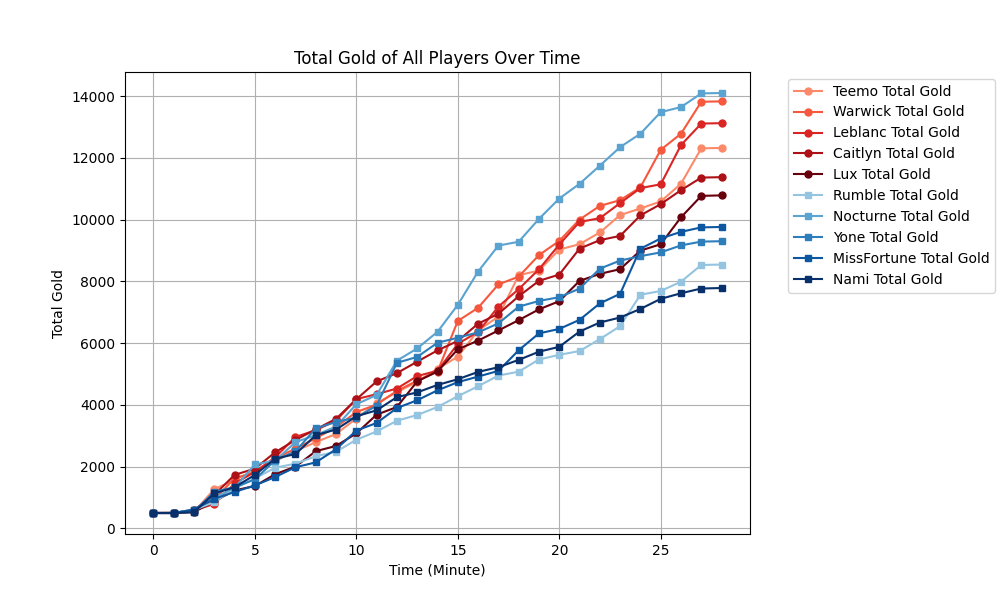 Total Gold of All Players Over Time
14000
12000
10000
8000
6000
4000
2000
0
Total Gold
0 5 10 15 20 25
Time (Minute)
Teemo Total Gold
Warwick Total Gold
Leblanc Total Gold
Caitlyn Total Gold
Lux Total Gold
Rumble Total Gold
Nocturne Total Gold
Yone Total Gold
MissFortune Total Gold
Nami Total Gold